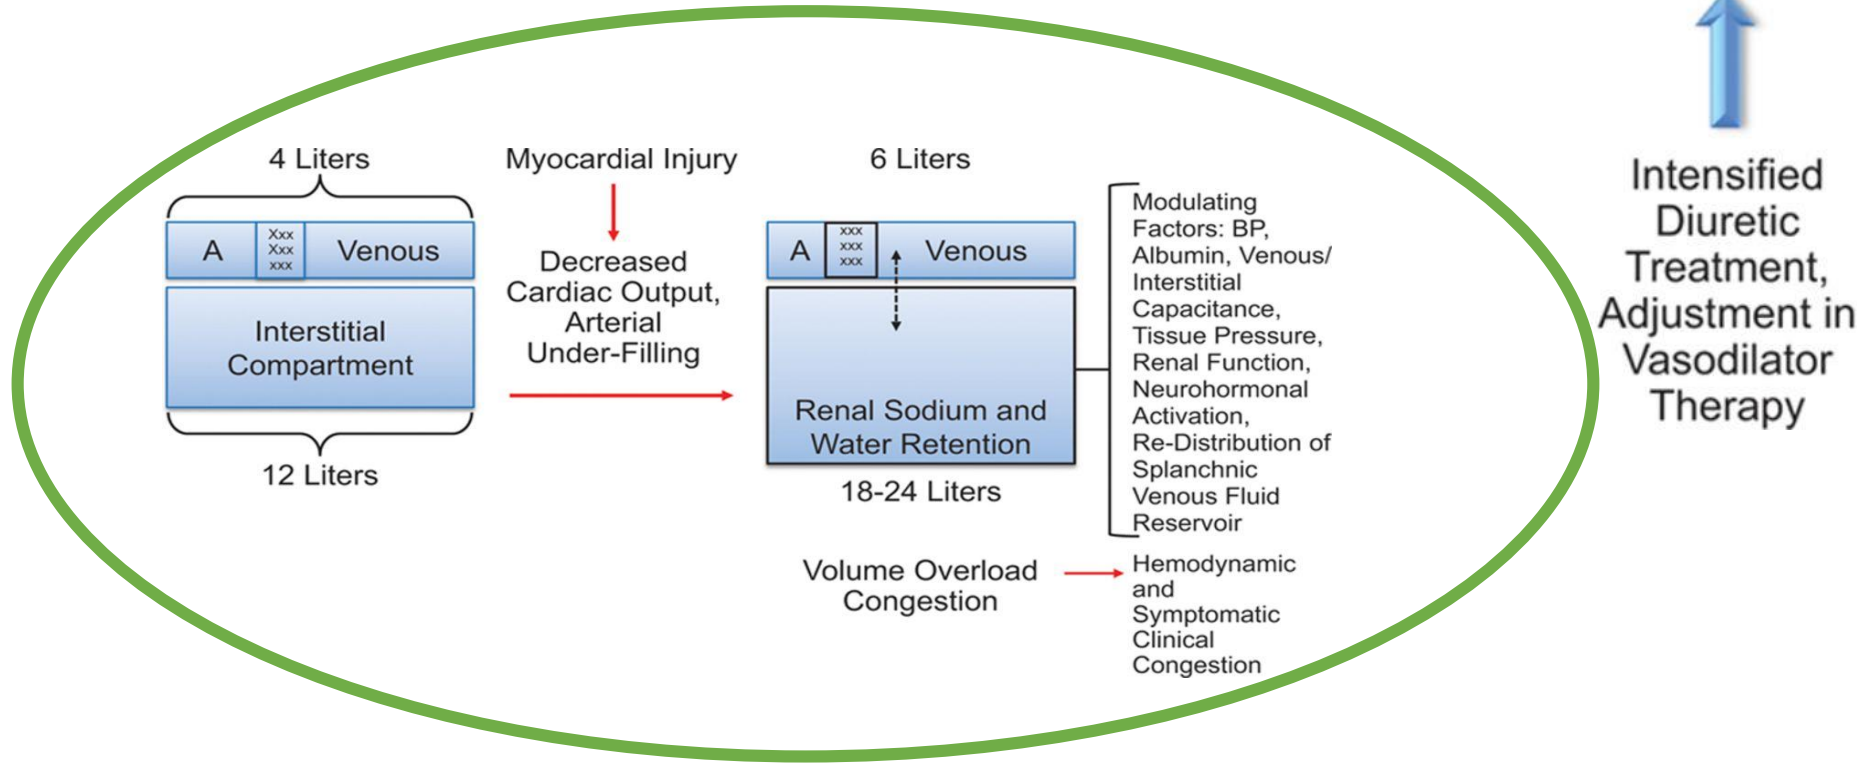 4 Liters
A
Xxx
Xxx
xxx
Venous
Interstitial
Compartment
12 Liters
Myocardial Injury
Decreased
Cardiac Output,
Arterial
Under-Filling
6 Liters
A
xxx
xxx
xxx
Venous
Renal Sodium and
Water Retention
18-24 Liters
Volume Overload
Congestion
Modulating
Factors: BP,
Albumin, Venous/
Interstitial
Capacitance,
Tissue Pressure,
Renal Function,
Neurohormonal
Activation,
Re-Distribution of
Splanchnic
Venous Fluid
Reservoir
Hemodynamic
and
Symptomatic
Clinical
Congestion
Intensified
Diuretic
Treatment,
Adjustment in
Vasodilator
Therapy